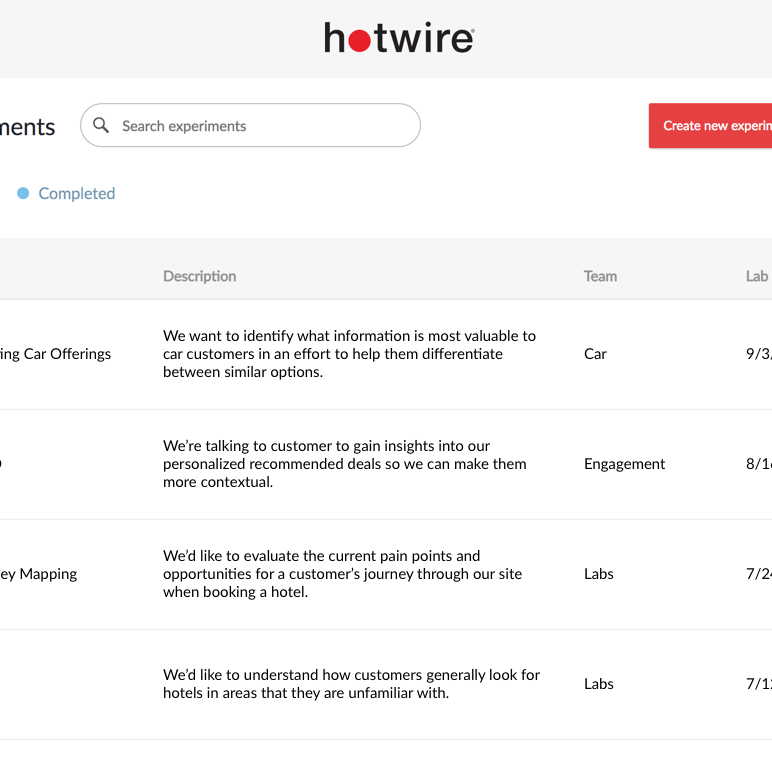 hotwire
ments
Search experiments
Create new experim
Completed
Description
Team
Lab
ing Car Offerings
We want to identify what information is most valuable to
car customers in an effort to help them differentiate
between similar options.
Car
9/3
We’re talking to customer to gain insights into our
personalized recommended deals so we can make them
more contextual.
Engagement
8/1
ey Mapping
We’d like to evaluate the current pain points and
opportunities for a customer’s journey through our site
when booking a hotel.
Labs
7/2
We’d like to understand how customers generally look for
hotels in areas that they are unfamiliar with.
Labs
7/1